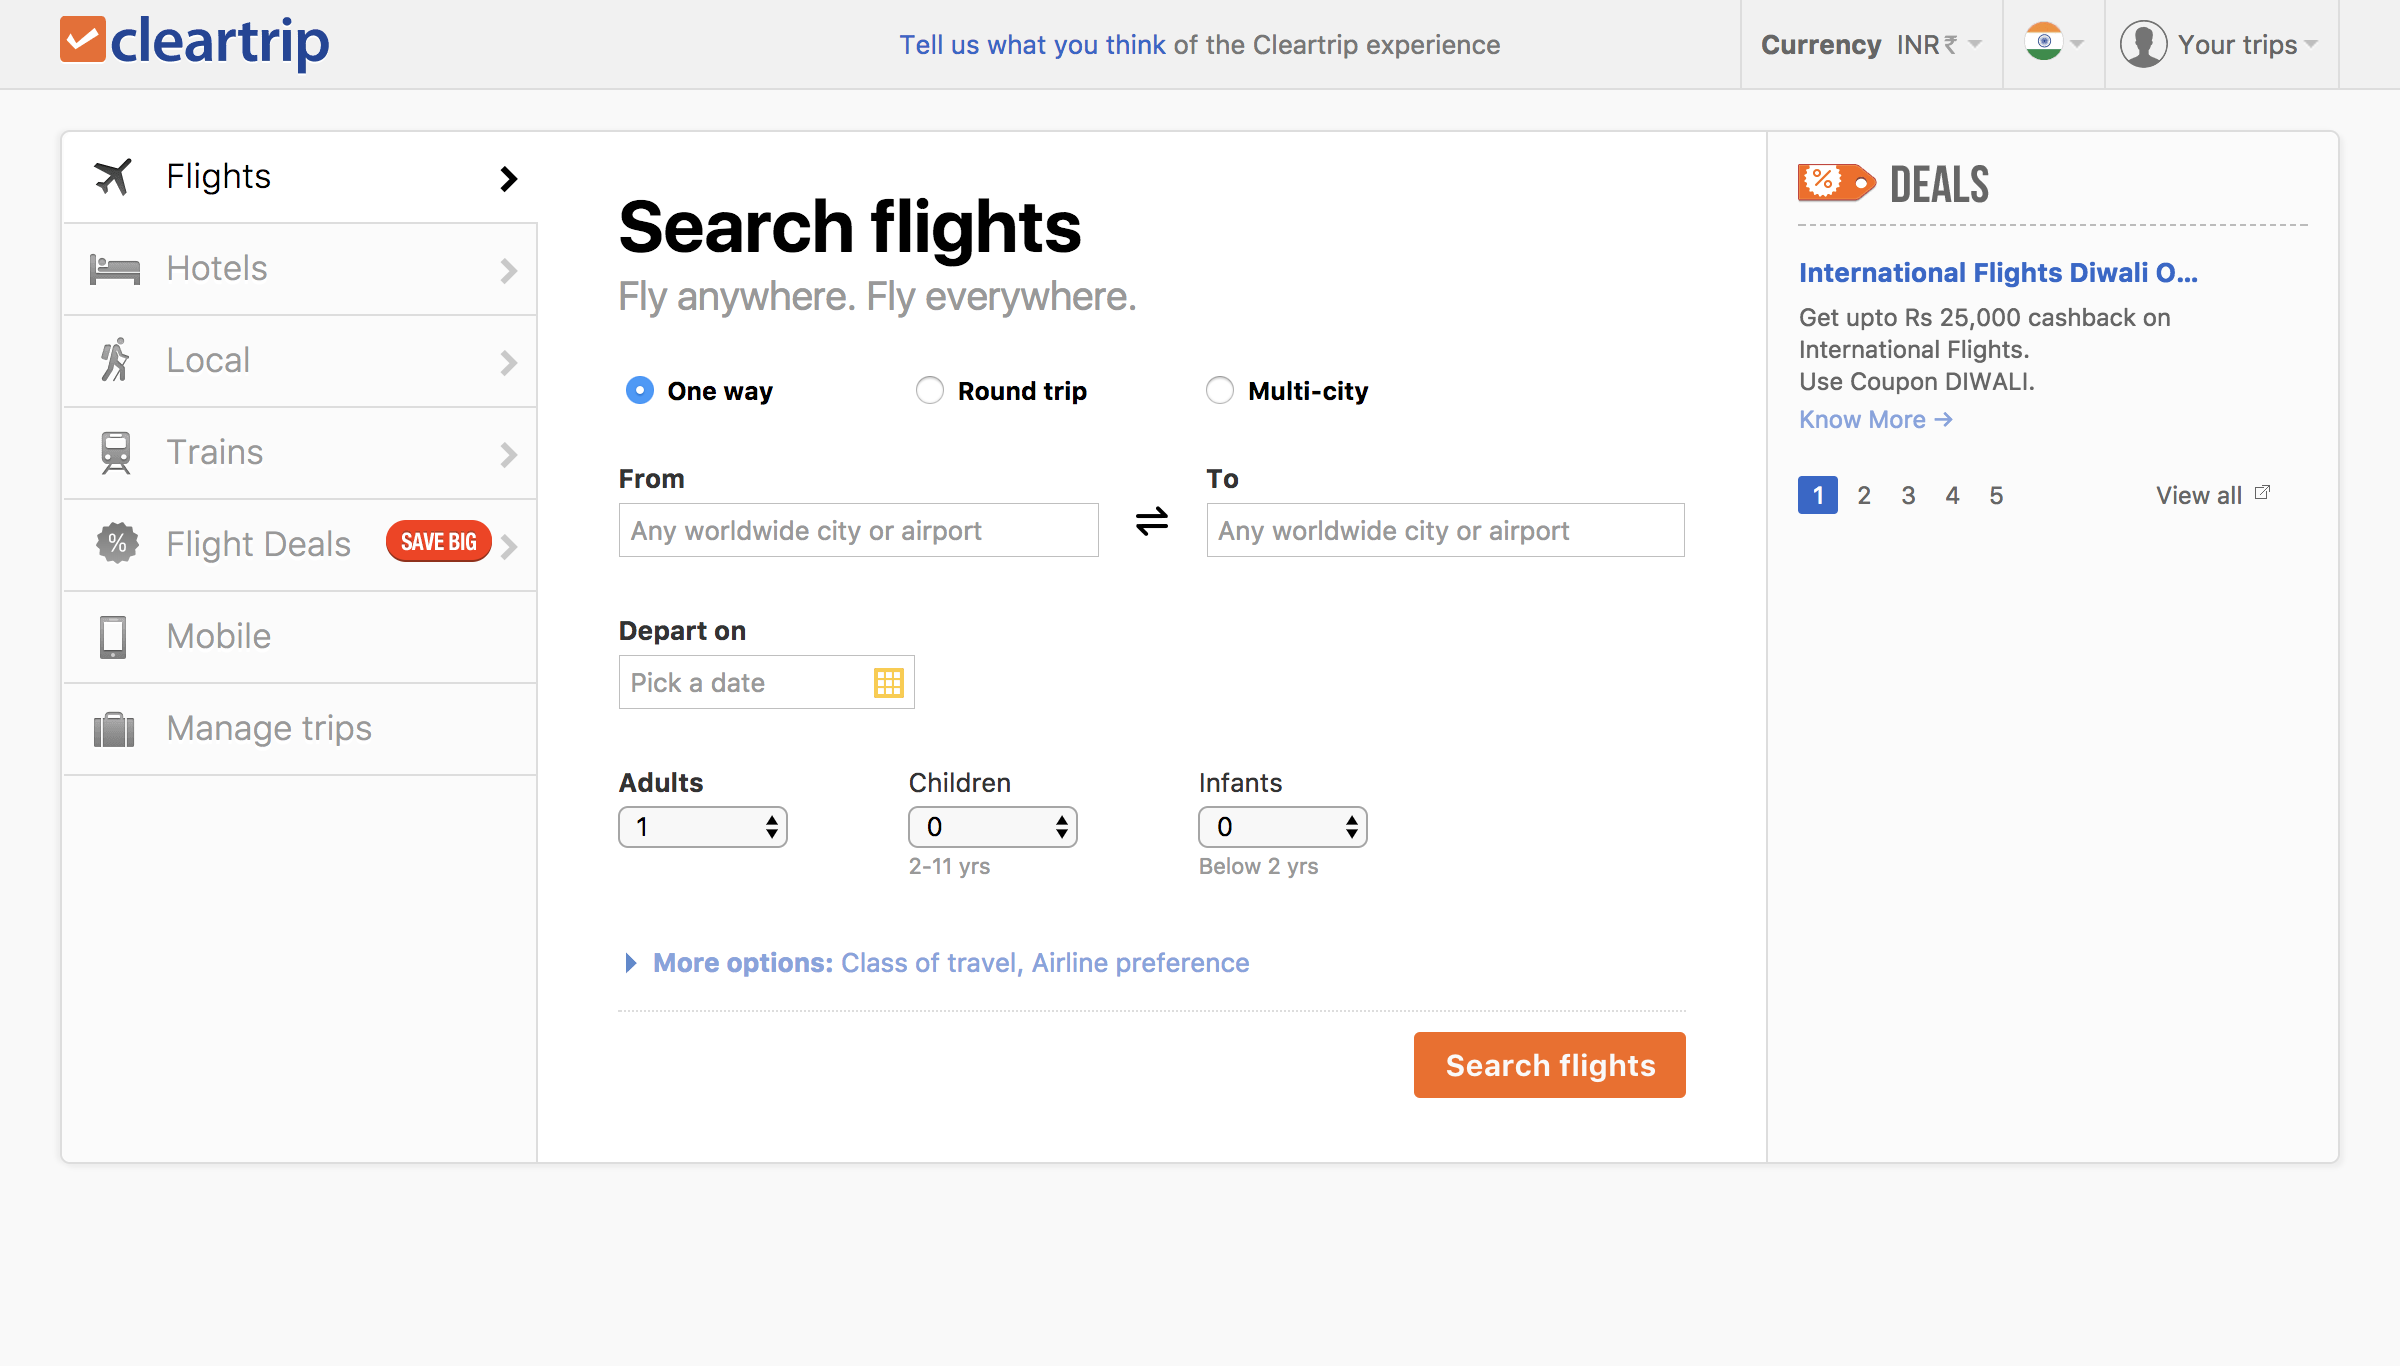 cleartrip
Tell us what you think of the Cleartrip experience
Currency INR₹
Your trips
Flights
Hotels
Local
Trains
% Flight Deals SAVE BIG
Mobile
Manage trips
Search flights
Fly anywhere. Fly everywhere.
One way Round trip Multi-city
From To
Any worldwide city or airport Any worldwide city or airport
Depart on
Pick a date
Adults Children Infants
1 0 0
2-11 yrs Below 2 yrs
More options: Class of travel, Airline preference
Search flights
% DEALS
International Flights Diwali O...
Get upto Rs 25,000 cashback on
International Flights.
Use Coupon DIWALI.
Know More →
1 2 3 4 5 View all